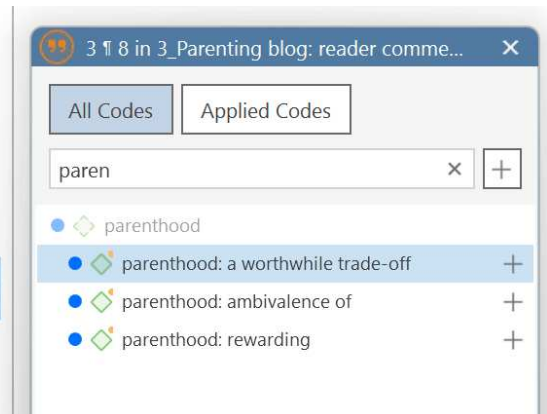 3 ¶ 8 in 3_Parenting blog: reader comme...
All Codes Applied Codes
paren
parenthood
parenthood: a worthwhile trade-off
parenthood: ambivalence of
parenthood: rewarding